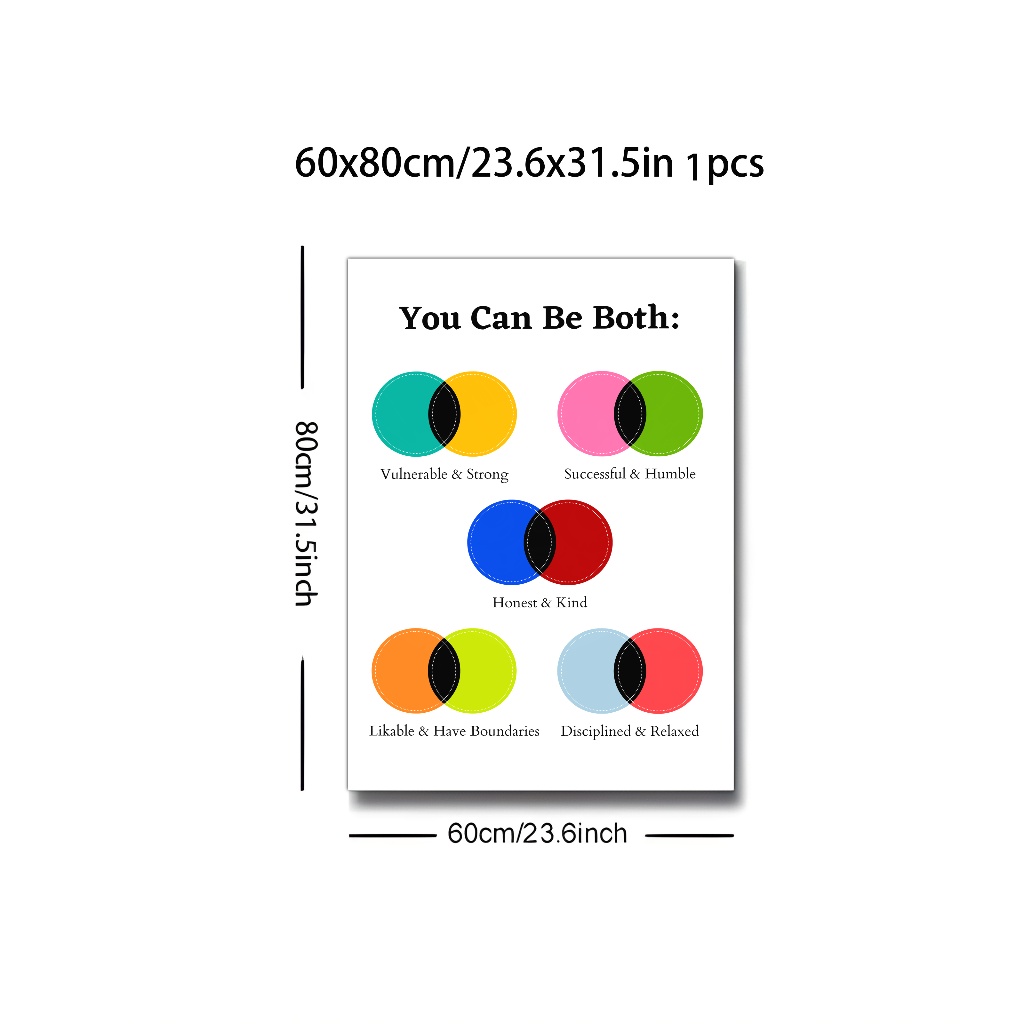 60x80cm/23.6x31.5in 1pcs
You Can Be Both:
Vulnerable & Strong
Successful & Humble
80cm/31.5inch
Honest & Kind
Likable & Have Boundaries
Disciplined & Relaxed
60cm/23.6inch